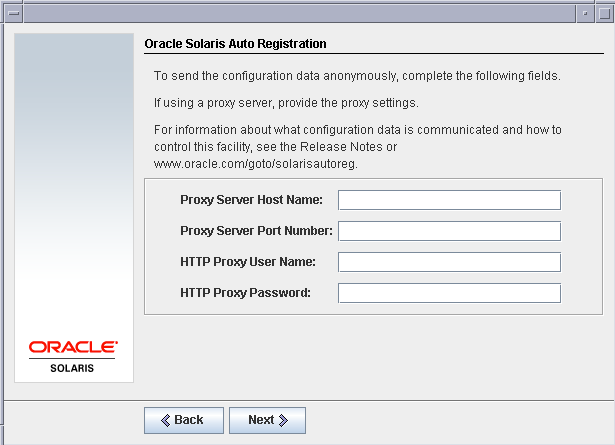 Oracle Solaris Auto Registration
To send the configuration data anonymously, complete the following fields.
If using a proxy server, provide the proxy settings.
For information about what configuration data is communicated and how to
control this facility, see the Release Notes or
www.oracle.com/goto/solarisautoreg.
Proxy Server Host Name:
Proxy Server Port Number:
HTTP Proxy User Name:
HTTP Proxy Password:
ORACLE
SOLARIS
Back
Next